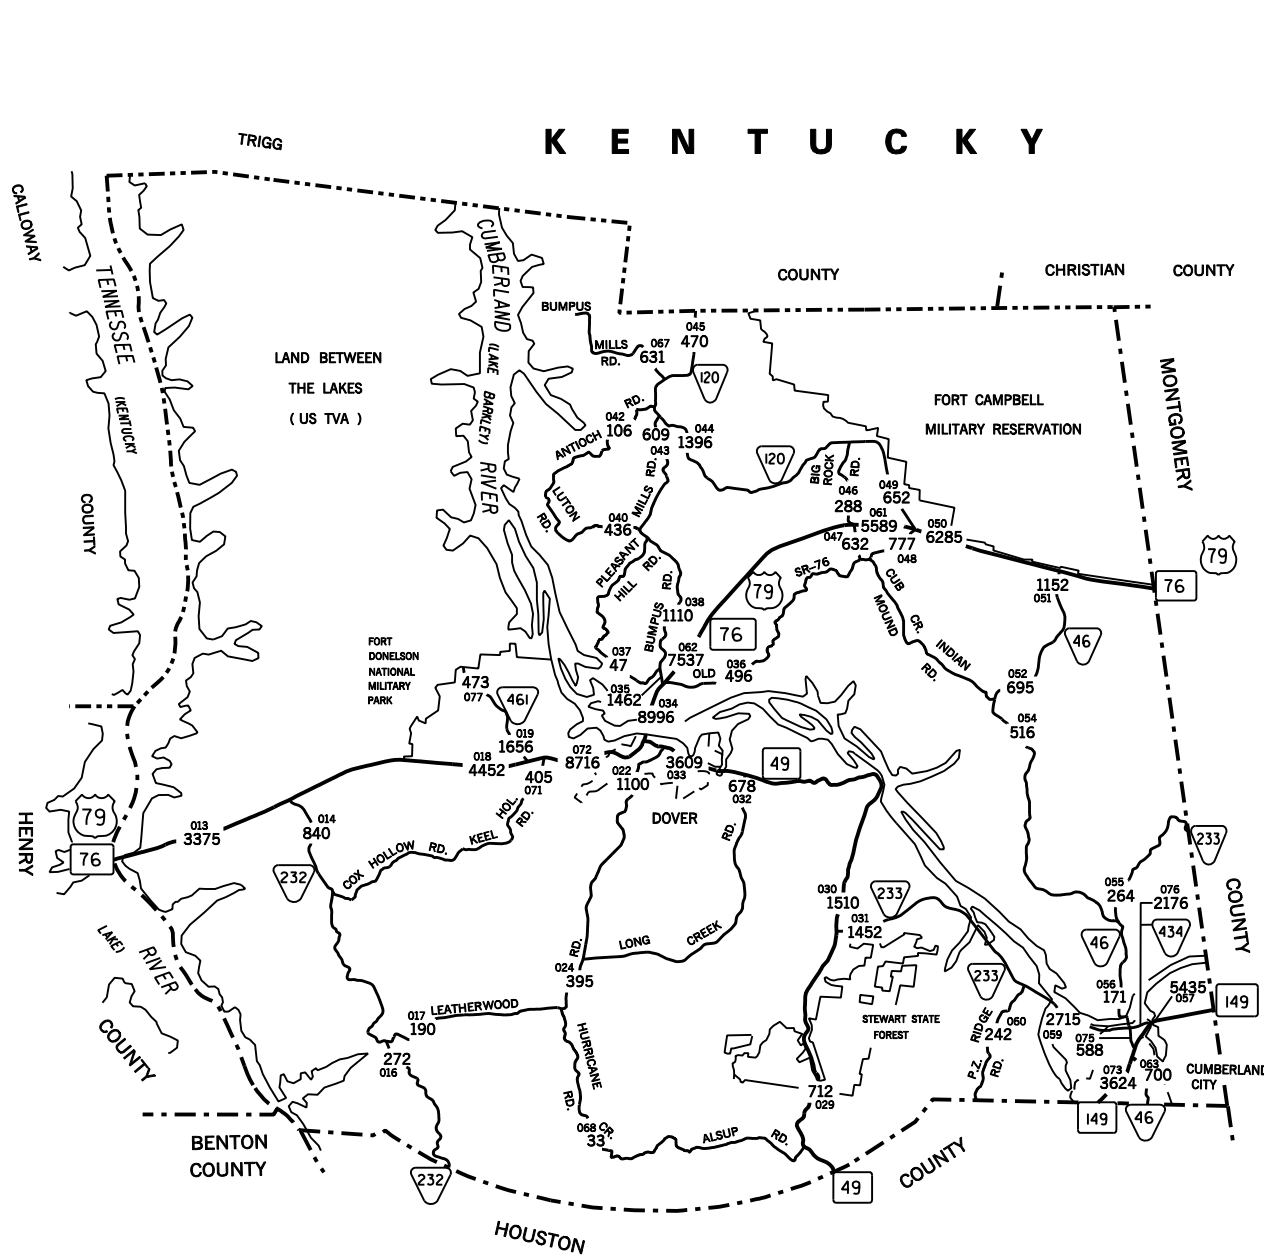 KENTUCKY
TRIGG
COUNTY
CHRISTIAN COUNTY
CALLOWAY
COUNTY
TENNESSEE
(KENTUCKY
LAKE)
RIVER
CUMBERLAND
(LAKE
BARKLEY)
RIVER
LAND BETWEEN
THE LAKES
( US TVA )
BUMPUS
MILLS
RD.
067
631
045
470
120
FORT CAMPBELL
MILITARY RESERVATION
MONTGOMERY
COUNTY
ANTIOCH RD.
042
106
609
043
044
1396
120
BIG
ROCK
RD.
046
288
049
652
061
5589
050
6285
047
632
777
048
LUTON
RD.
040
436
MILLS RD.
PLEASANT
HILL RD.
BUMPUS RD.
038
1110
SR-76
79
76
79
76
1152
051
46
CUB
CR.
MOUND
INDIAN
RD.
052
695
054
516
037
47
062
7537
OLD
036
496
035
1462
034
8996
FORT
DONELSON
NATIONAL
MILITARY
PARK
473
077
461
019
1656
018
4452
072
8716
405
071
022
1100
3609
033
678
032
49
DOVER
HENRY
COUNTY
79
76
013
3375
014
840
232
COX HOLLOW RD.
KEEL
HOL.
RD.
RD.
LONG CREEK
RD.
024
395
030
1510
031
1452
233
233
STEWART STATE
FOREST
055
264
233
076
2176
434
46
056
171
5435
057
149
2715
059
075
588
063
700
073
3624
CUMBERLAND
CITY
149
46
P.Z. RIDGE
RD.
060
242
017
190
LEATHERWOOD
272
016
HURRICANE
RD.
CR.
068
33
ALSUP RD.
712
029
49
232
BENTON
COUNTY
HOUSTON
COUNTY